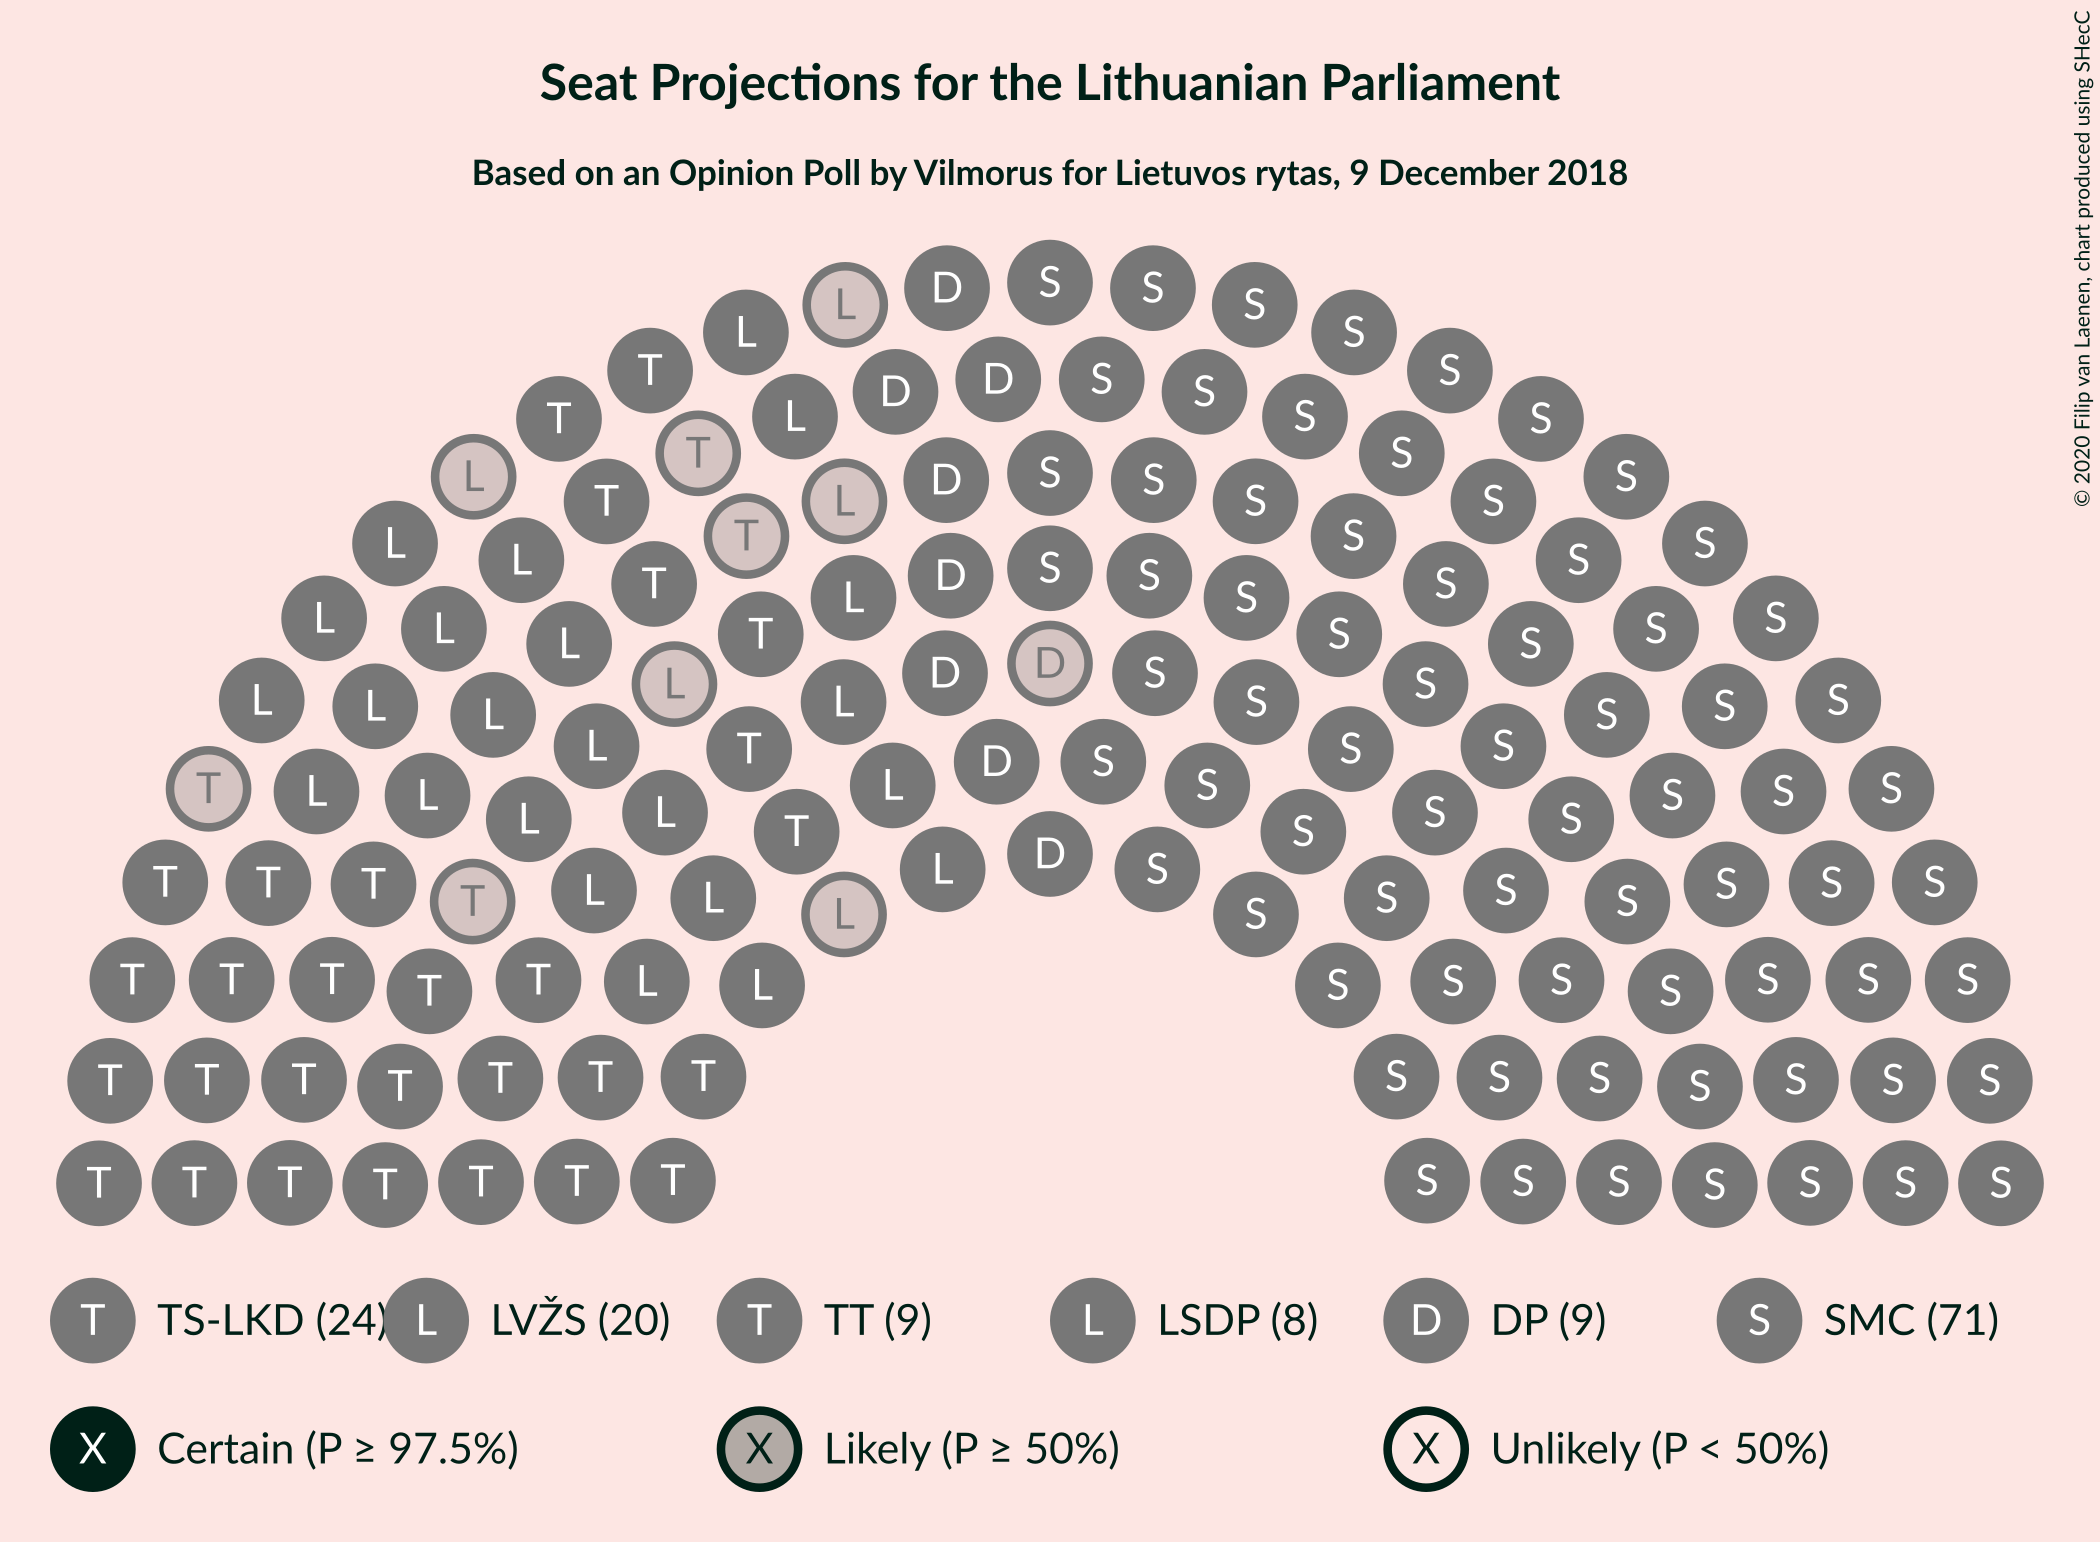 Seat Projections for the Lithuanian Parliament
Based on an Opinion Poll by Vilmorus for Lietuvos rytas, 9 December 2018
© 2020 Filip van Laenen, chart produced using SHecC
L D S S S
L S
T S
T L D D S S S S
L T S S
T L D S S S S
L L T S S S
L T L D S S S S
L L L T S S S
L L L D D S S S
L L T S S S
T L L L L T L D S S S S S S S
T T T T L L L L D S S S S S S S
T T T T T L L S S S S S S S
T T T T T T T S S S S S S S
T T T T T T T S S S S S S S
T TS-LKD (24) L LVŽS (20) T TT (9) L LSDP (8) D DP (9) S SMC (71)
X Certain (P ≥ 97.5%) X Likely (P ≥ 50%) X Unlikely (P < 50%)